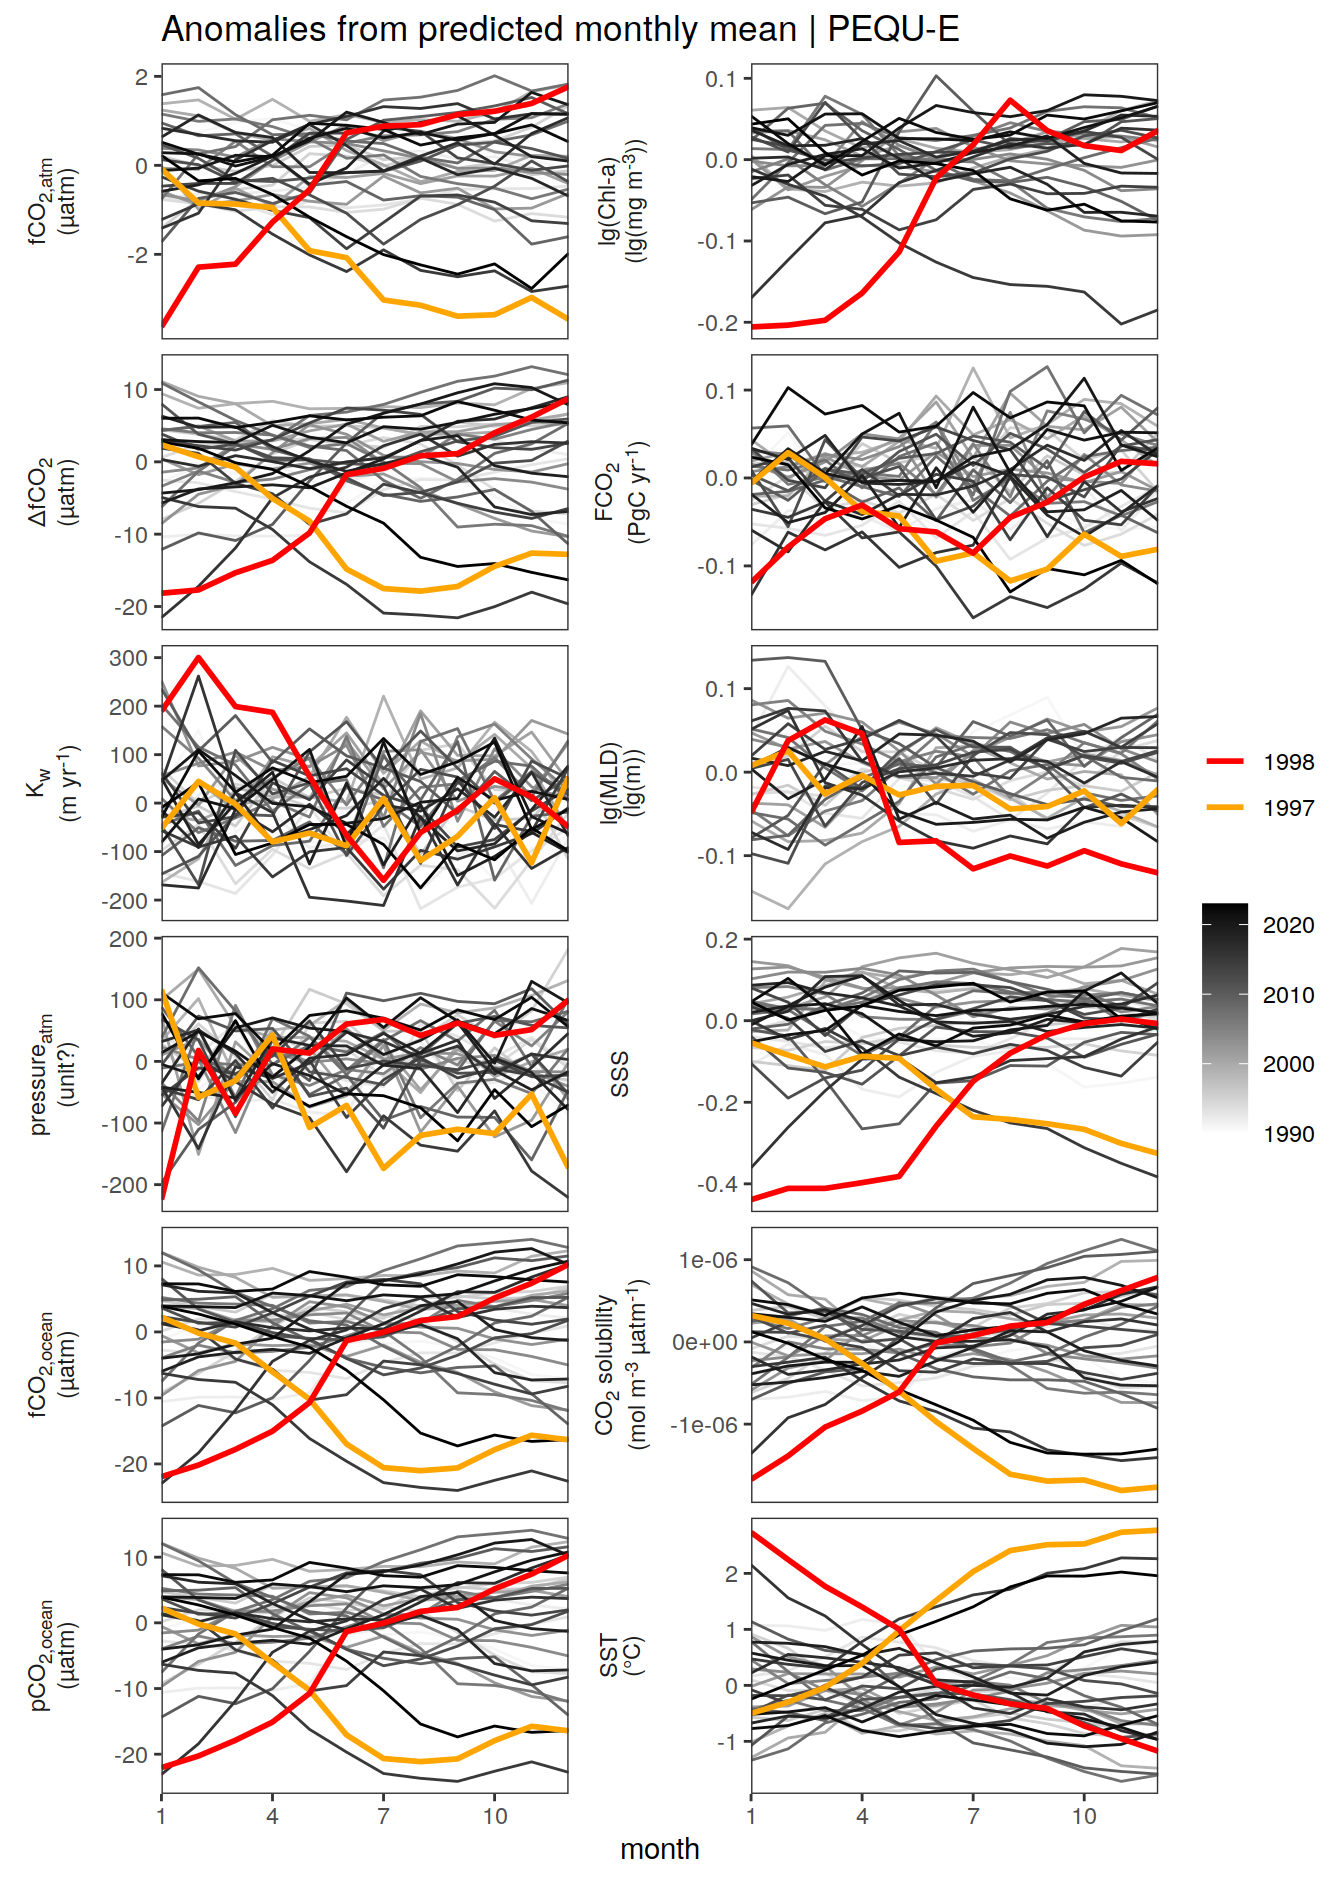 Anomalies from predicted monthly mean | PEQU-E
fCO2,atm
(µatm)
2
0
-2
lg(Chl-a)
(lg(mg m-3))
0.1
0.0
-0.1
-0.2
ΔfCO2
(µatm)
10
0
-10
-20
FCO2
(PgC yr-1)
0.1
0.0
-0.1
Kw
(m yr-1)
300
200
100
0
-100
-200
lg(MLD)
(lg(m))
0.1
0.0
-0.1
pressureatm
(unit?)
200
100
0
-100
-200
SSS
0.2
0.0
-0.2
-0.4
fCO2,ocean
(µatm)
10
0
-10
-20
CO2 solubility
(mol m-3 µatm-1)
1e-06
0e+00
-1e-06
pCO2,ocean
(µatm)
10
0
-10
-20
SST
(°C)
2
1
0
-1
1 4 7 10
1 4 7 10
month
1998
1997
2020
2010
2000
1990